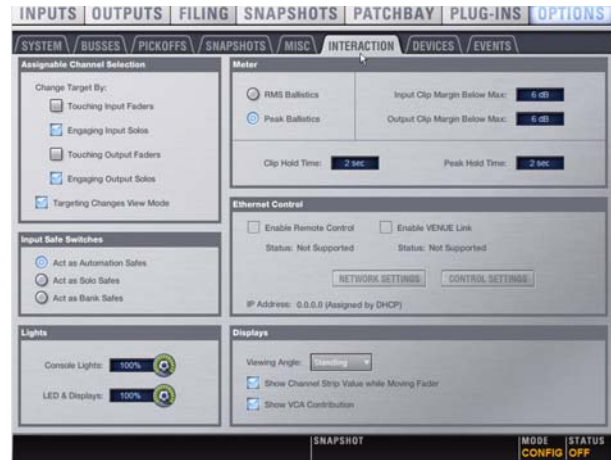 INPUTS OUTPUTS FILING SNAPSHOTS PATCHBAY PLUG-INS OPTIONS
SYSTEM BUSSES PICKOFFS SNAPSHOTS MISC INTERACTION DEVICES EVENTS
Assignable Channel Selection
Change Target By:
Touching Input Faders
Engaging Input Solos
Touching Output Faders
Engaging Output Solos
Targeting Changes View Mode
Input Safe Switches
Act as Automation Safes
Act as Solo Safes
Act as Bank Safes
Lights
Console Lights: 100%
LED & Displays: 100%
Meter
RMS Ballistics
Peak Ballistics
Input Clip Margin Below Max: 6 dB
Output Clip Margin Below Max: 6 dB
Clip Hold Time: 2 sec
Peak Hold Time: 2 sec
Ethernet Control
Enable Remote Control
Enable VENUE Link
Status: Not Supported
Status: Not Supported
NETWORK SETTINGS
CONTROL SETTINGS
IP Address: 0.0.0.0 (Assigned by DHCP)
Displays
Viewing Angle: Standing
Show Channel Strip Value while Moving Fader
Show VCA Contribution
SNAPSHOT
MODE
CONFIG
STATUS
OFF